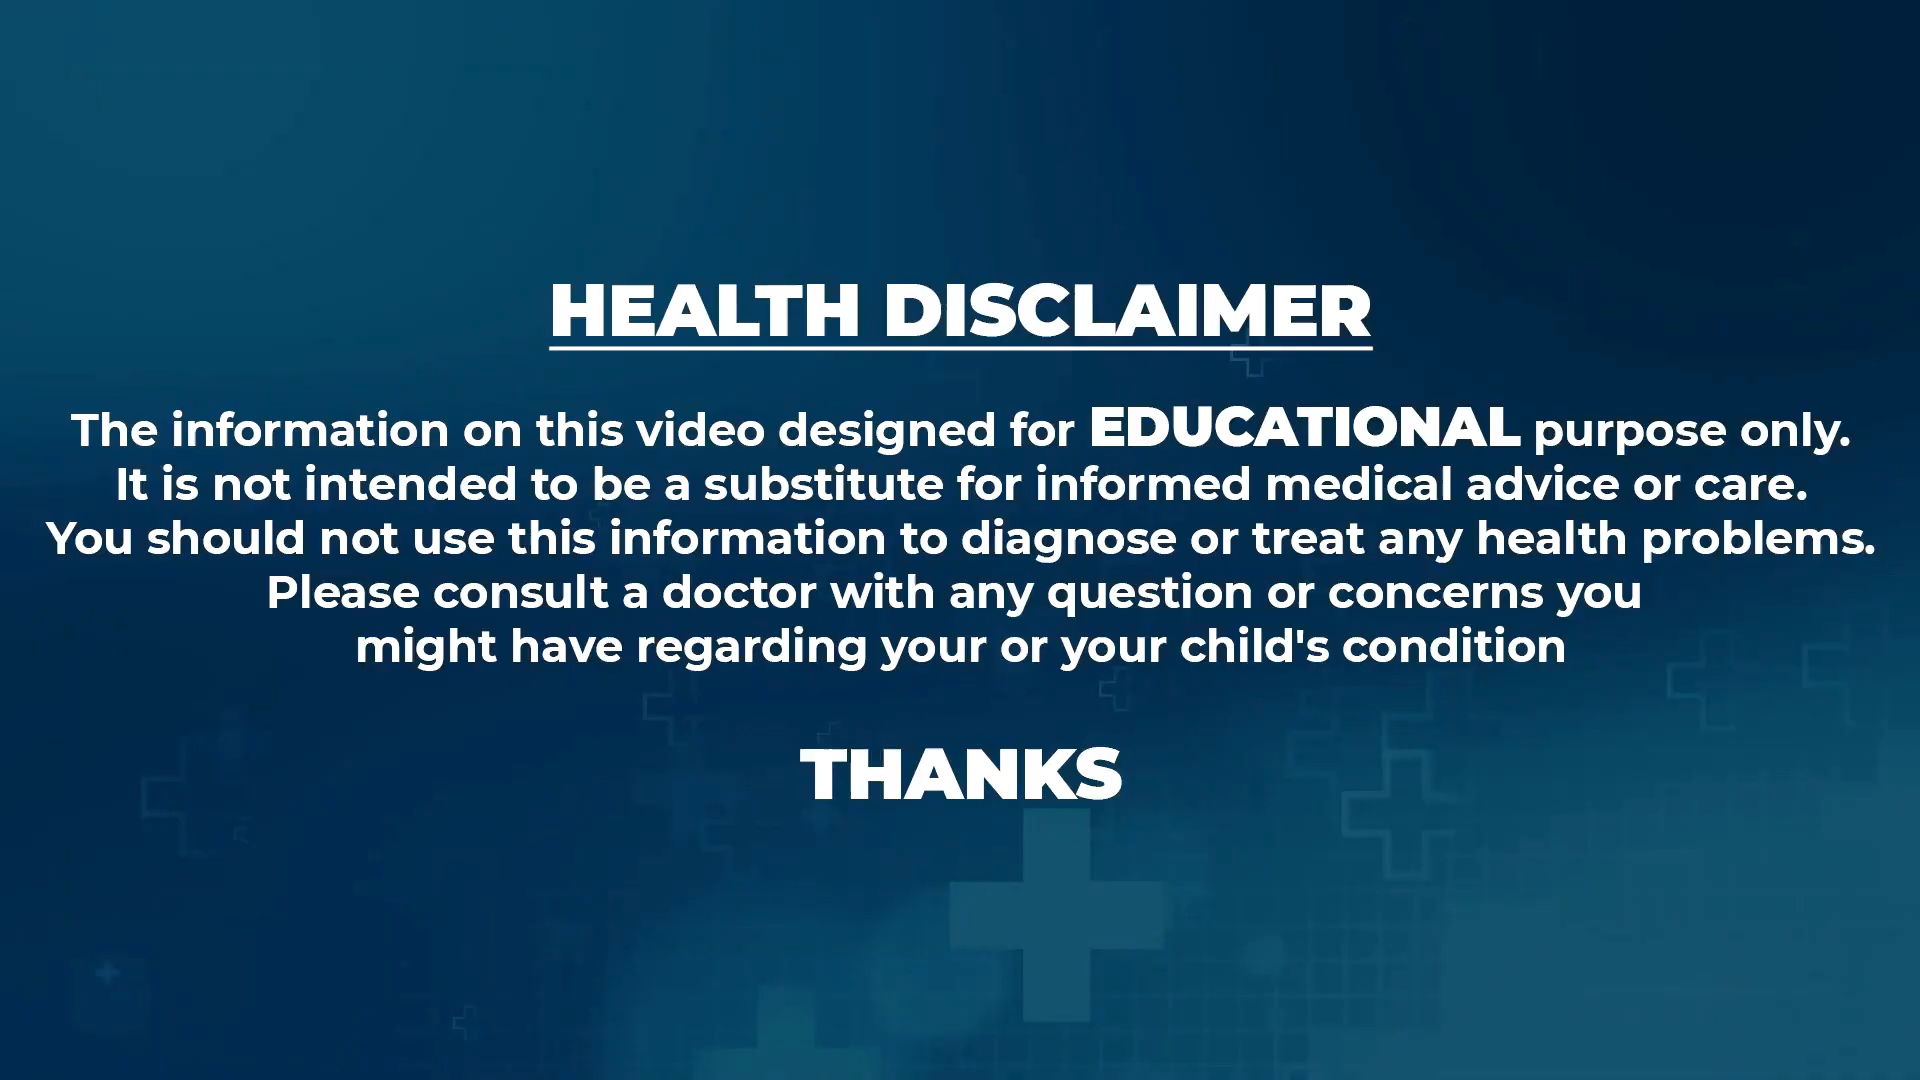 HEALTH DISCLAIMER
The information on this video designed for EDUCATIONAL purpose only.
It is not intended to be a substitute for informed medical advice or care.
You should not use this information to diagnose or treat any health problems.
Please consult a doctor with any question or concerns you
might have regarding your or your child's condition
THANKS